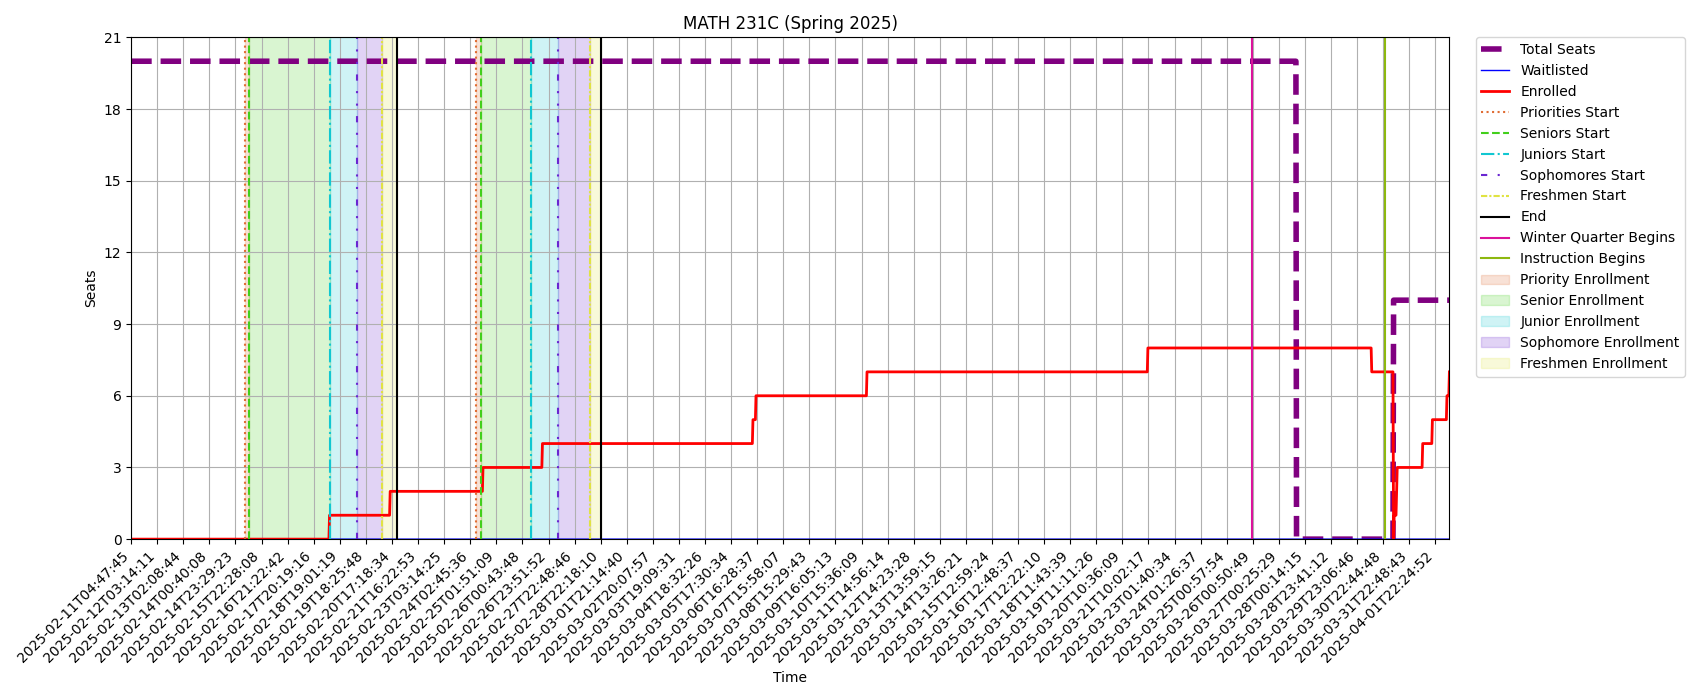 MATH 231C (Spring 2025)
Seats
21
18
15
12
9
6
3
0
2025-02-11T04:47:45
2025-02-12T03:14:11
2025-02-13T02:08:44
2025-02-14T00:40:08
2025-02-14T23:29:23
2025-02-15T22:28:08
2025-02-16T21:22:42
2025-02-17T20:19:16
2025-02-18T19:01:19
2025-02-19T18:25:48
2025-02-20T17:18:34
2025-02-21T16:22:53
2025-02-23T03:14:25
2025-02-24T02:45:36
2025-02-25T01:51:09
2025-02-26T00:43:48
2025-02-26T23:51:52
2025-02-27T22:48:46
2025-02-28T22:18:10
2025-03-01T21:14:40
2025-03-02T20:07:57
2025-03-03T19:09:31
2025-03-04T18:32:26
2025-03-05T17:30:34
2025-03-06T16:28:37
2025-03-07T15:58:07
2025-03-08T15:29:43
2025-03-09T16:05:13
2025-03-10T15:36:09
2025-03-11T14:56:14
2025-03-12T14:23:28
2025-03-13T13:59:15
2025-03-14T13:26:21
2025-03-15T12:59:24
2025-03-16T12:48:37
2025-03-17T12:22:10
2025-03-18T11:43:39
2025-03-19T11:11:26
2025-03-20T10:36:09
2025-03-21T10:02:17
2025-03-23T01:40:34
2025-03-24T01:26:37
2025-03-25T00:57:54
2025-03-26T00:50:49
2025-03-27T00:25:29
2025-03-28T00:14:15
2025-03-28T23:41:12
2025-03-29T23:06:46
2025-03-30T22:44:48
2025-03-31T22:48:43
2025-04-01T22:24:52
Time
Total Seats
Waitlisted
Enrolled
Priorities Start
Seniors Start
Juniors Start
Sophomores Start
Freshmen Start
End
Winter Quarter Begins
Instruction Begins
Priority Enrollment
Senior Enrollment
Junior Enrollment
Sophomore Enrollment
Freshmen Enrollment